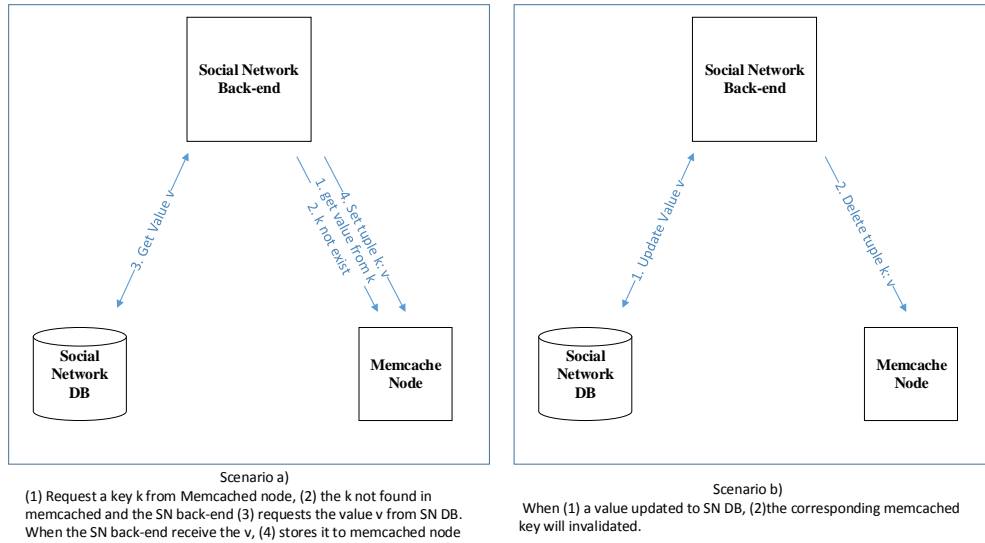 Social Network
Back-end
3. Get Value v
4. Set tuple k: v
1. get value from k
2. k not exist
Social
Network
DB
Memcache
Node
Scenario a)
(1) Request a key k from Memcached node, (2) the k not found in
memcached and the SN back-end (3) requests the value v from SN DB.
When the SN back-end receive the v, (4) stores it to memcached node
Social Network
Back-end
1. Update Value v
2. Delete tuple k: v
Social
Network
DB
Memcache
Node
Scenario b)
When (1) a value updated to SN DB, (2)the corresponding memcached
key will invalidated.